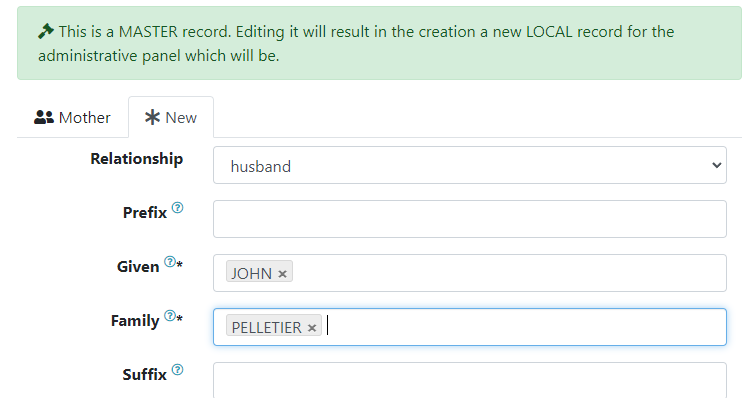 This is a MASTER record. Editing it will result in the creation a new LOCAL record for the
administrative panel which will be.
Mother
New
Relationship
husband
Prefix ?
Given ?*
JOHN ×
Family ?*
PELLETIER ×
Suffix ?